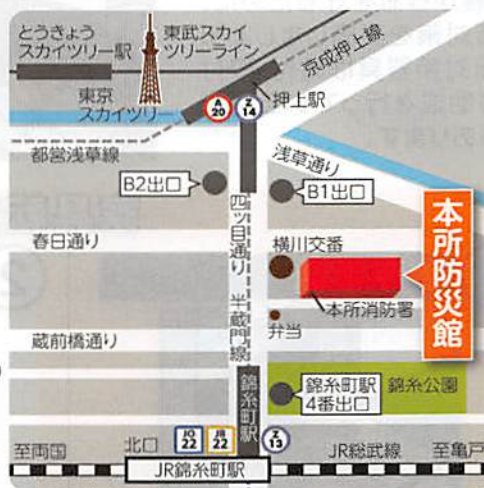 とうきょう
スカイツリー駅
東武スカイ
ツリーライン
京成押上線
東京
スカイツリー
A
20
Z
14
押上駅
都営浅草線
浅草通り
B2出口
B1出口
四ツ目通り
半蔵門線
春日通り
横川交番
本所防災館
本所消防署
弁当
蔵前橋通り
錦糸町駅
錦糸町駅
4番出口
錦糸公園
至両国
北口
JO
22
JB
22
Z
13
JR総武線
至亀戸
JR錦糸町駅